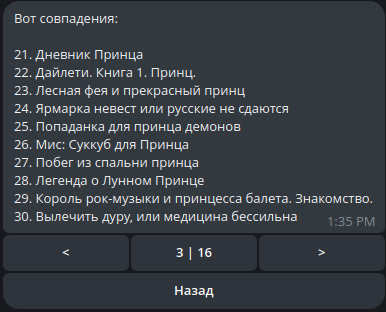 Вот совпадения:
21. Дневник Принца
22. Дайлети. Книга 1. Принц.
23. Лесная фея и прекрасный принц
24. Ярмарка невест или русские не сдаются
25. Попаданка для принца демонов
26. Мис: Суккуб для Принца
27. Побег из спальни принца
28. Легенда о Лунном Принце
29. Король рок-музыки и принцесса балета. Знакомство.
30. Вылечить дуру, или медицина бессильна
1:35 PM
< 3 | 16 >
Назад